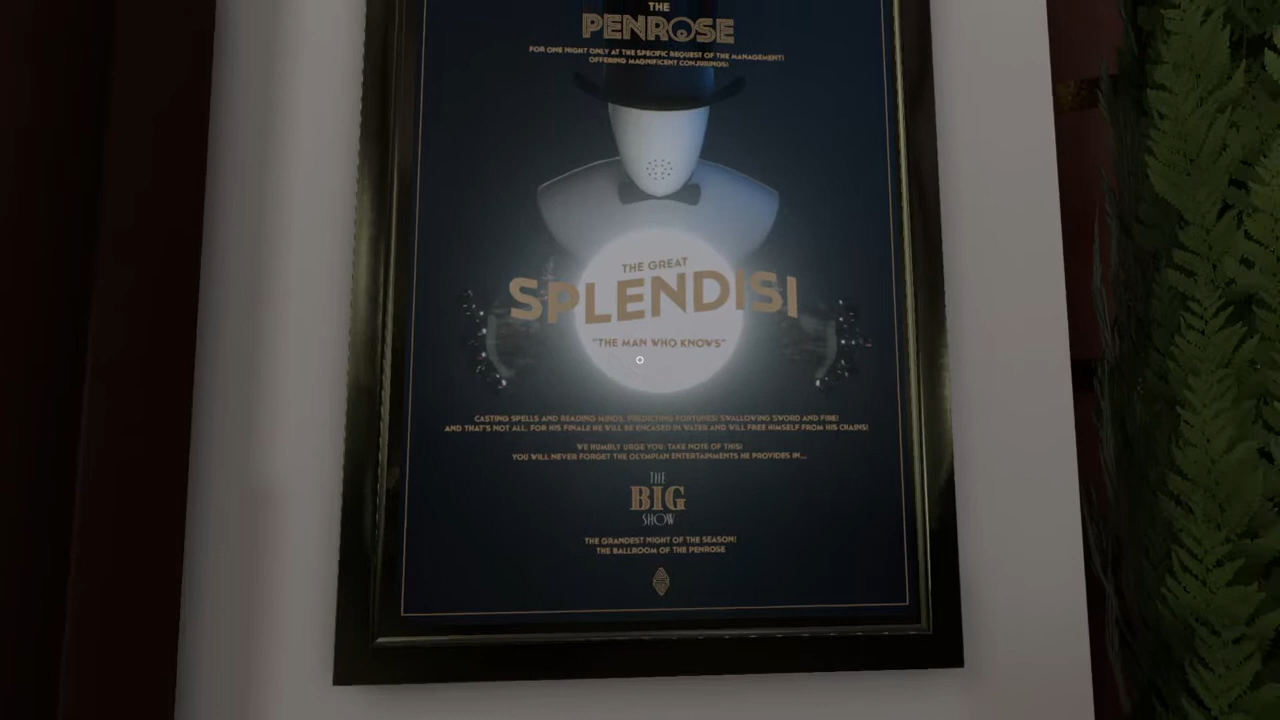 THE
PENROSE
FOR ONE NIGHT ONLY AT THE SPECIFIC REQUEST OF THE MANAGEMENT!
OFFERING MAGNIFICENT CONJURINGS!
THE GREAT
SPLENDISI
"THE MAN WHO KNOWS"
CASTING SPELLS AND READING MINDS, PREDICTING FORTUNES! SWALLOWING SWORD AND FIRE!
AND THAT'S NOT ALL, FOR HIS FINALE HE WILL BE ENCASED IN WATER AND WILL FREE HIMSELF FROM HIS CHAINS!
WE HUMBLY URGE YOU: TAKE NOTE OF THIS!
YOU WILL NEVER FORGET THE OLYMPIAN ENTERTAINMENTS HE PROVIDES IN...
THE
BIG
SHOW
THE GRANDEST NIGHT OF THE SEASON!
THE BALLROOM OF THE PENROSE